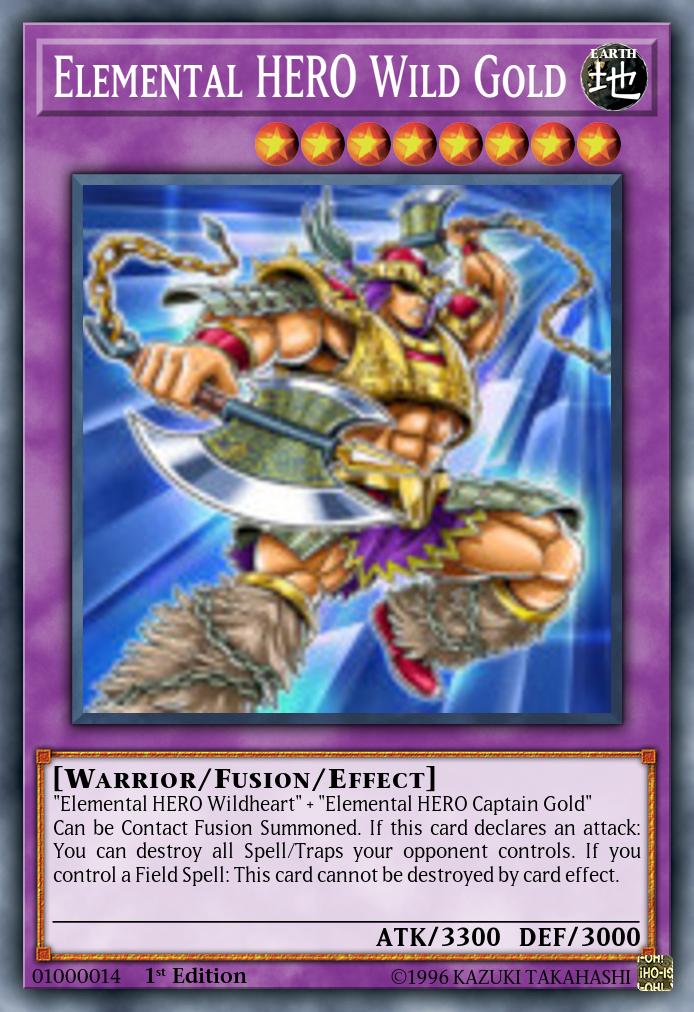 Elemental HERO Wild Gold
EARTH
地
[Warrior/Fusion/Effect]
"Elemental HERO Wildheart" + "Elemental HERO Captain Gold"
Can be Contact Fusion Summoned. If this card declares an attack:
You can destroy all Spell/Traps your opponent controls. If you
control a Field Spell: This card cannot be destroyed by card effect.
ATK/3300 DEF/3000
01000014 1st Edition ©1996 KAZUKI TAKAHASHI